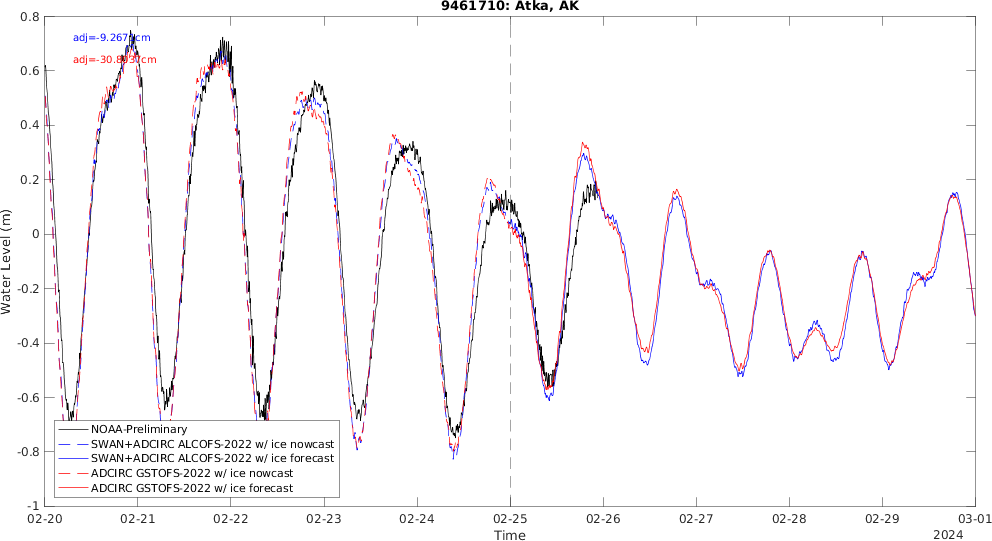 9461710: Atka, AK
0.8
0.6
0.4
0.2
0
-0.2
-0.4
-0.6
-0.8
-1
Water Level (m)
NOAA-Preliminary
SWAN+ADCIRC ALCOFS-2022 w/ ice nowcast
SWAN+ADCIRC ALCOFS-2022 w/ ice forecast
ADCIRC GSTOFS-2022 w/ ice nowcast
ADCIRC GSTOFS-2022 w/ ice forecast
02-20 02-21 02-22 02-23 02-24 02-25 02-26 02-27 02-28 02-29 03-01
Time
2024